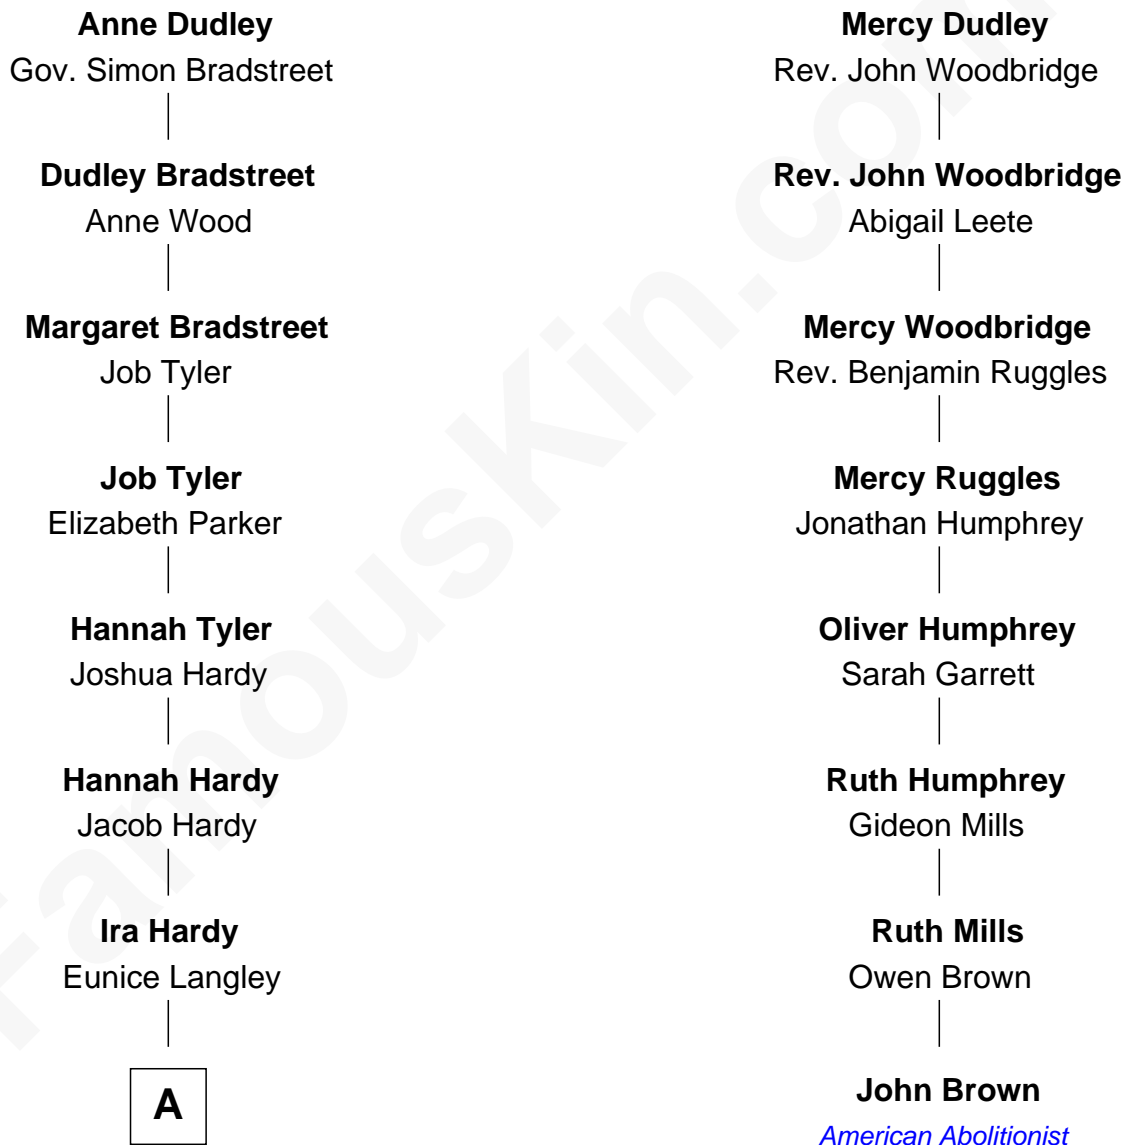 Anne Dudley
Gov. Simon Bradstreet
Dudley Bradstreet
Anne Wood
Margaret Bradstreet
Job Tyler
Job Tyler
Elizabeth Parker
Hannah Tyler
Joshua Hardy
Hannah Hardy
Jacob Hardy
Ira Hardy
Eunice Langley
A
Mercy Dudley
Rev. John Woodbridge
Rev. John Woodbridge
Abigail Leete
Mercy Woodbridge
Rev. Benjamin Ruggles
Mercy Ruggles
Jonathan Humphrey
Oliver Humphrey
Sarah Garrett
Ruth Humphrey
Gideon Mills
Ruth Mills
Owen Brown
John Brown
American Abolitionist
FamousKin.com